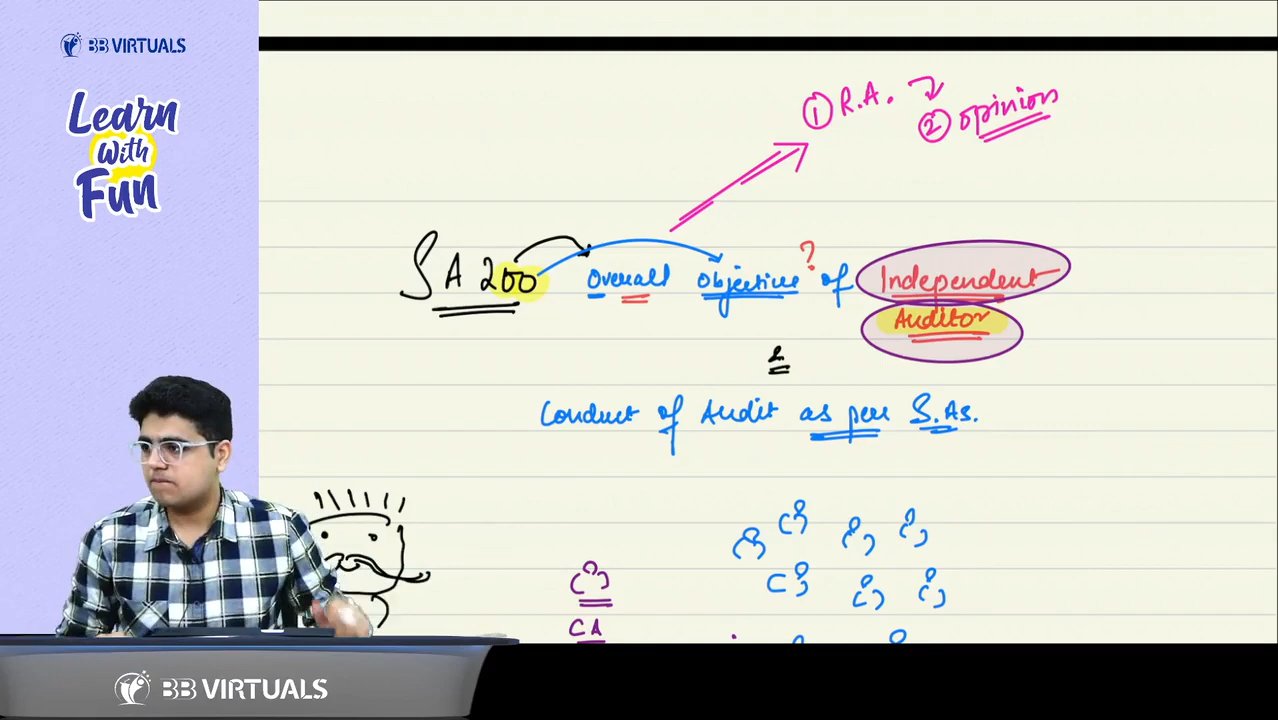 BB VIRTUALS
Learn
With
Fun
① R.A.
② opinion
SA 200 Overall Objective ? of Independent
Auditor
&
Conduct of Audit as per S.As.
CA
BB VIRTUALS